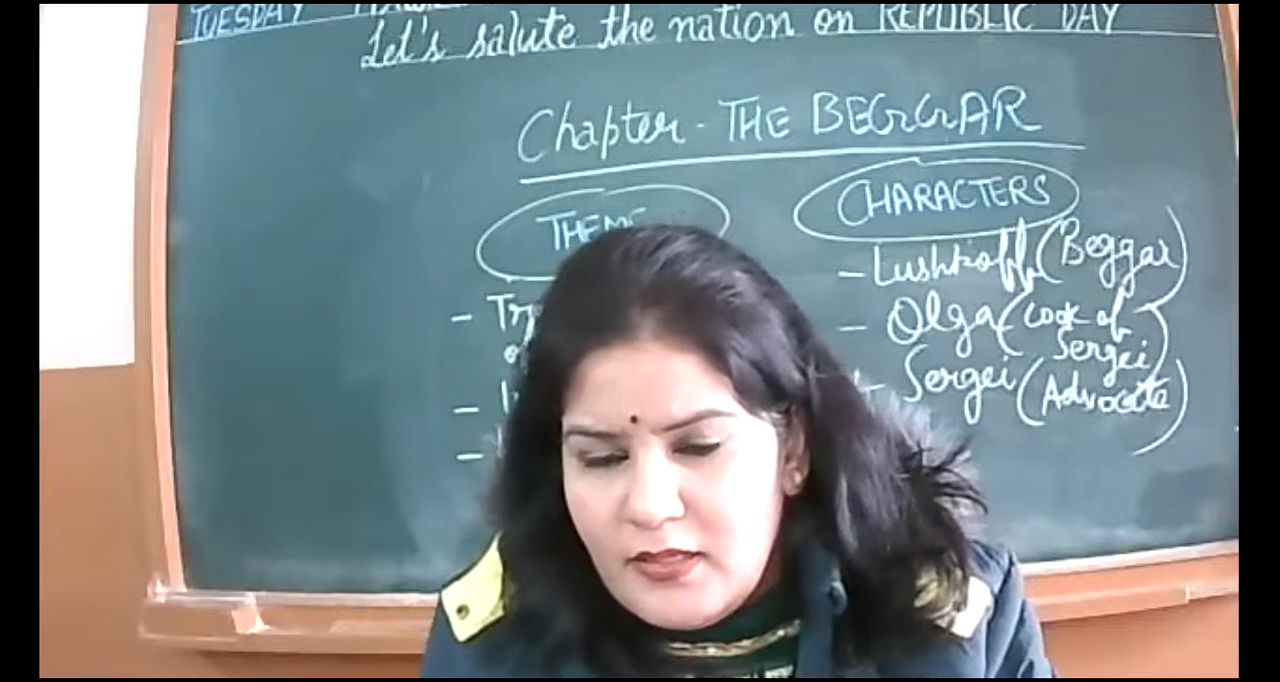 TUESDAY
Let's salute the nation on REPUBLIC DAY
Chapter - THE BEGGAR
THEME
CHARACTERS
- Lushkoff (Beggar)
- Olga (Cook of Sergei)
- Sergei (Advocate)